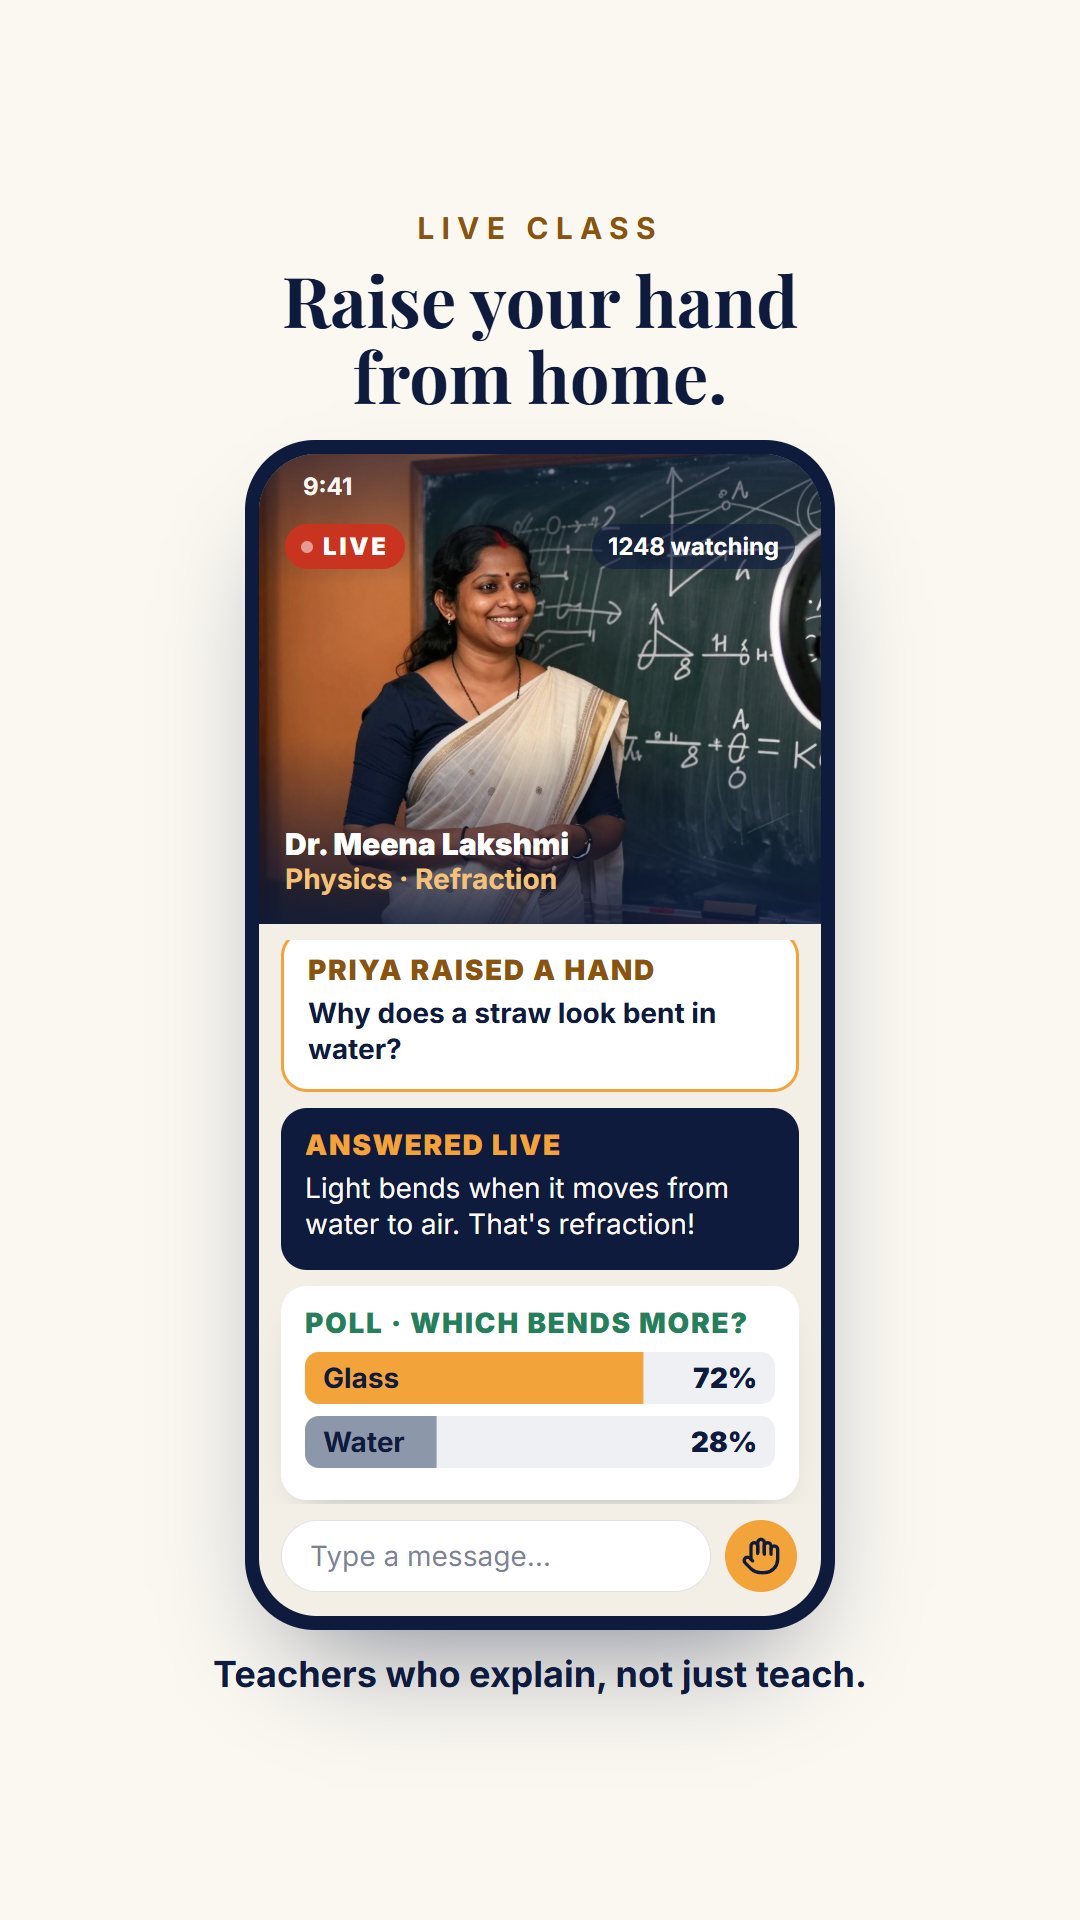 LIVE CLASS
Raise your hand
from home.
9:41
LIVE
1248 watching
Dr. Meena Lakshmi
Physics · Refraction
PRIYA RAISED A HAND
Why does a straw look bent in
water?
ANSWERED LIVE
Light bends when it moves from
water to air. That's refraction!
POLL · WHICH BENDS MORE?
Glass 72%
Water 28%
Type a message...
Teachers who explain, not just teach.